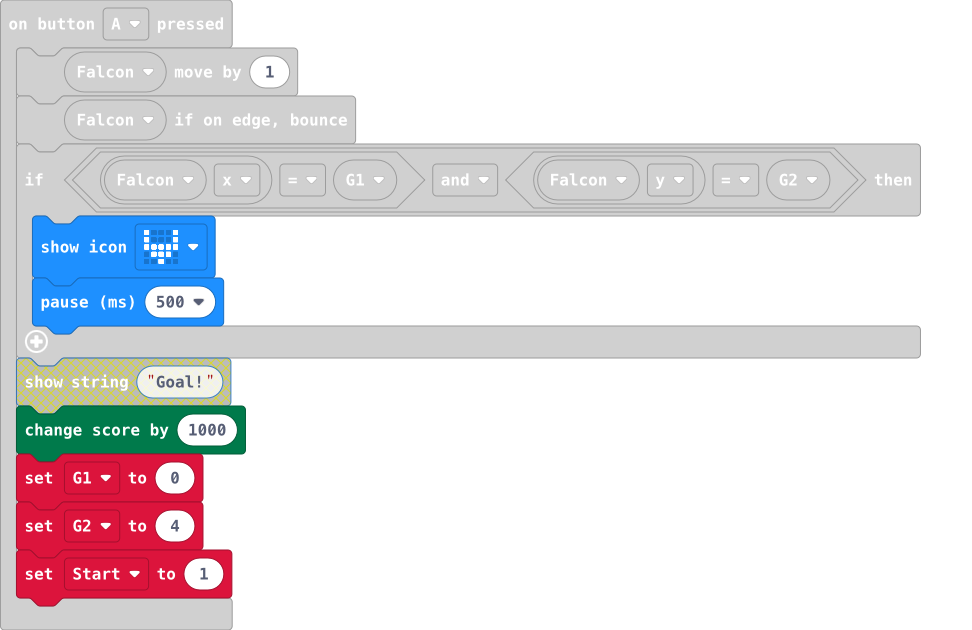 on button A pressed
Falcon move by 1
Falcon if on edge, bounce
if Falcon x = G1 and Falcon y = G2 then
show icon
pause (ms) 500
show string "Goal!"
change score by 1000
set G1 to 0
set G2 to 4
set Start to 1